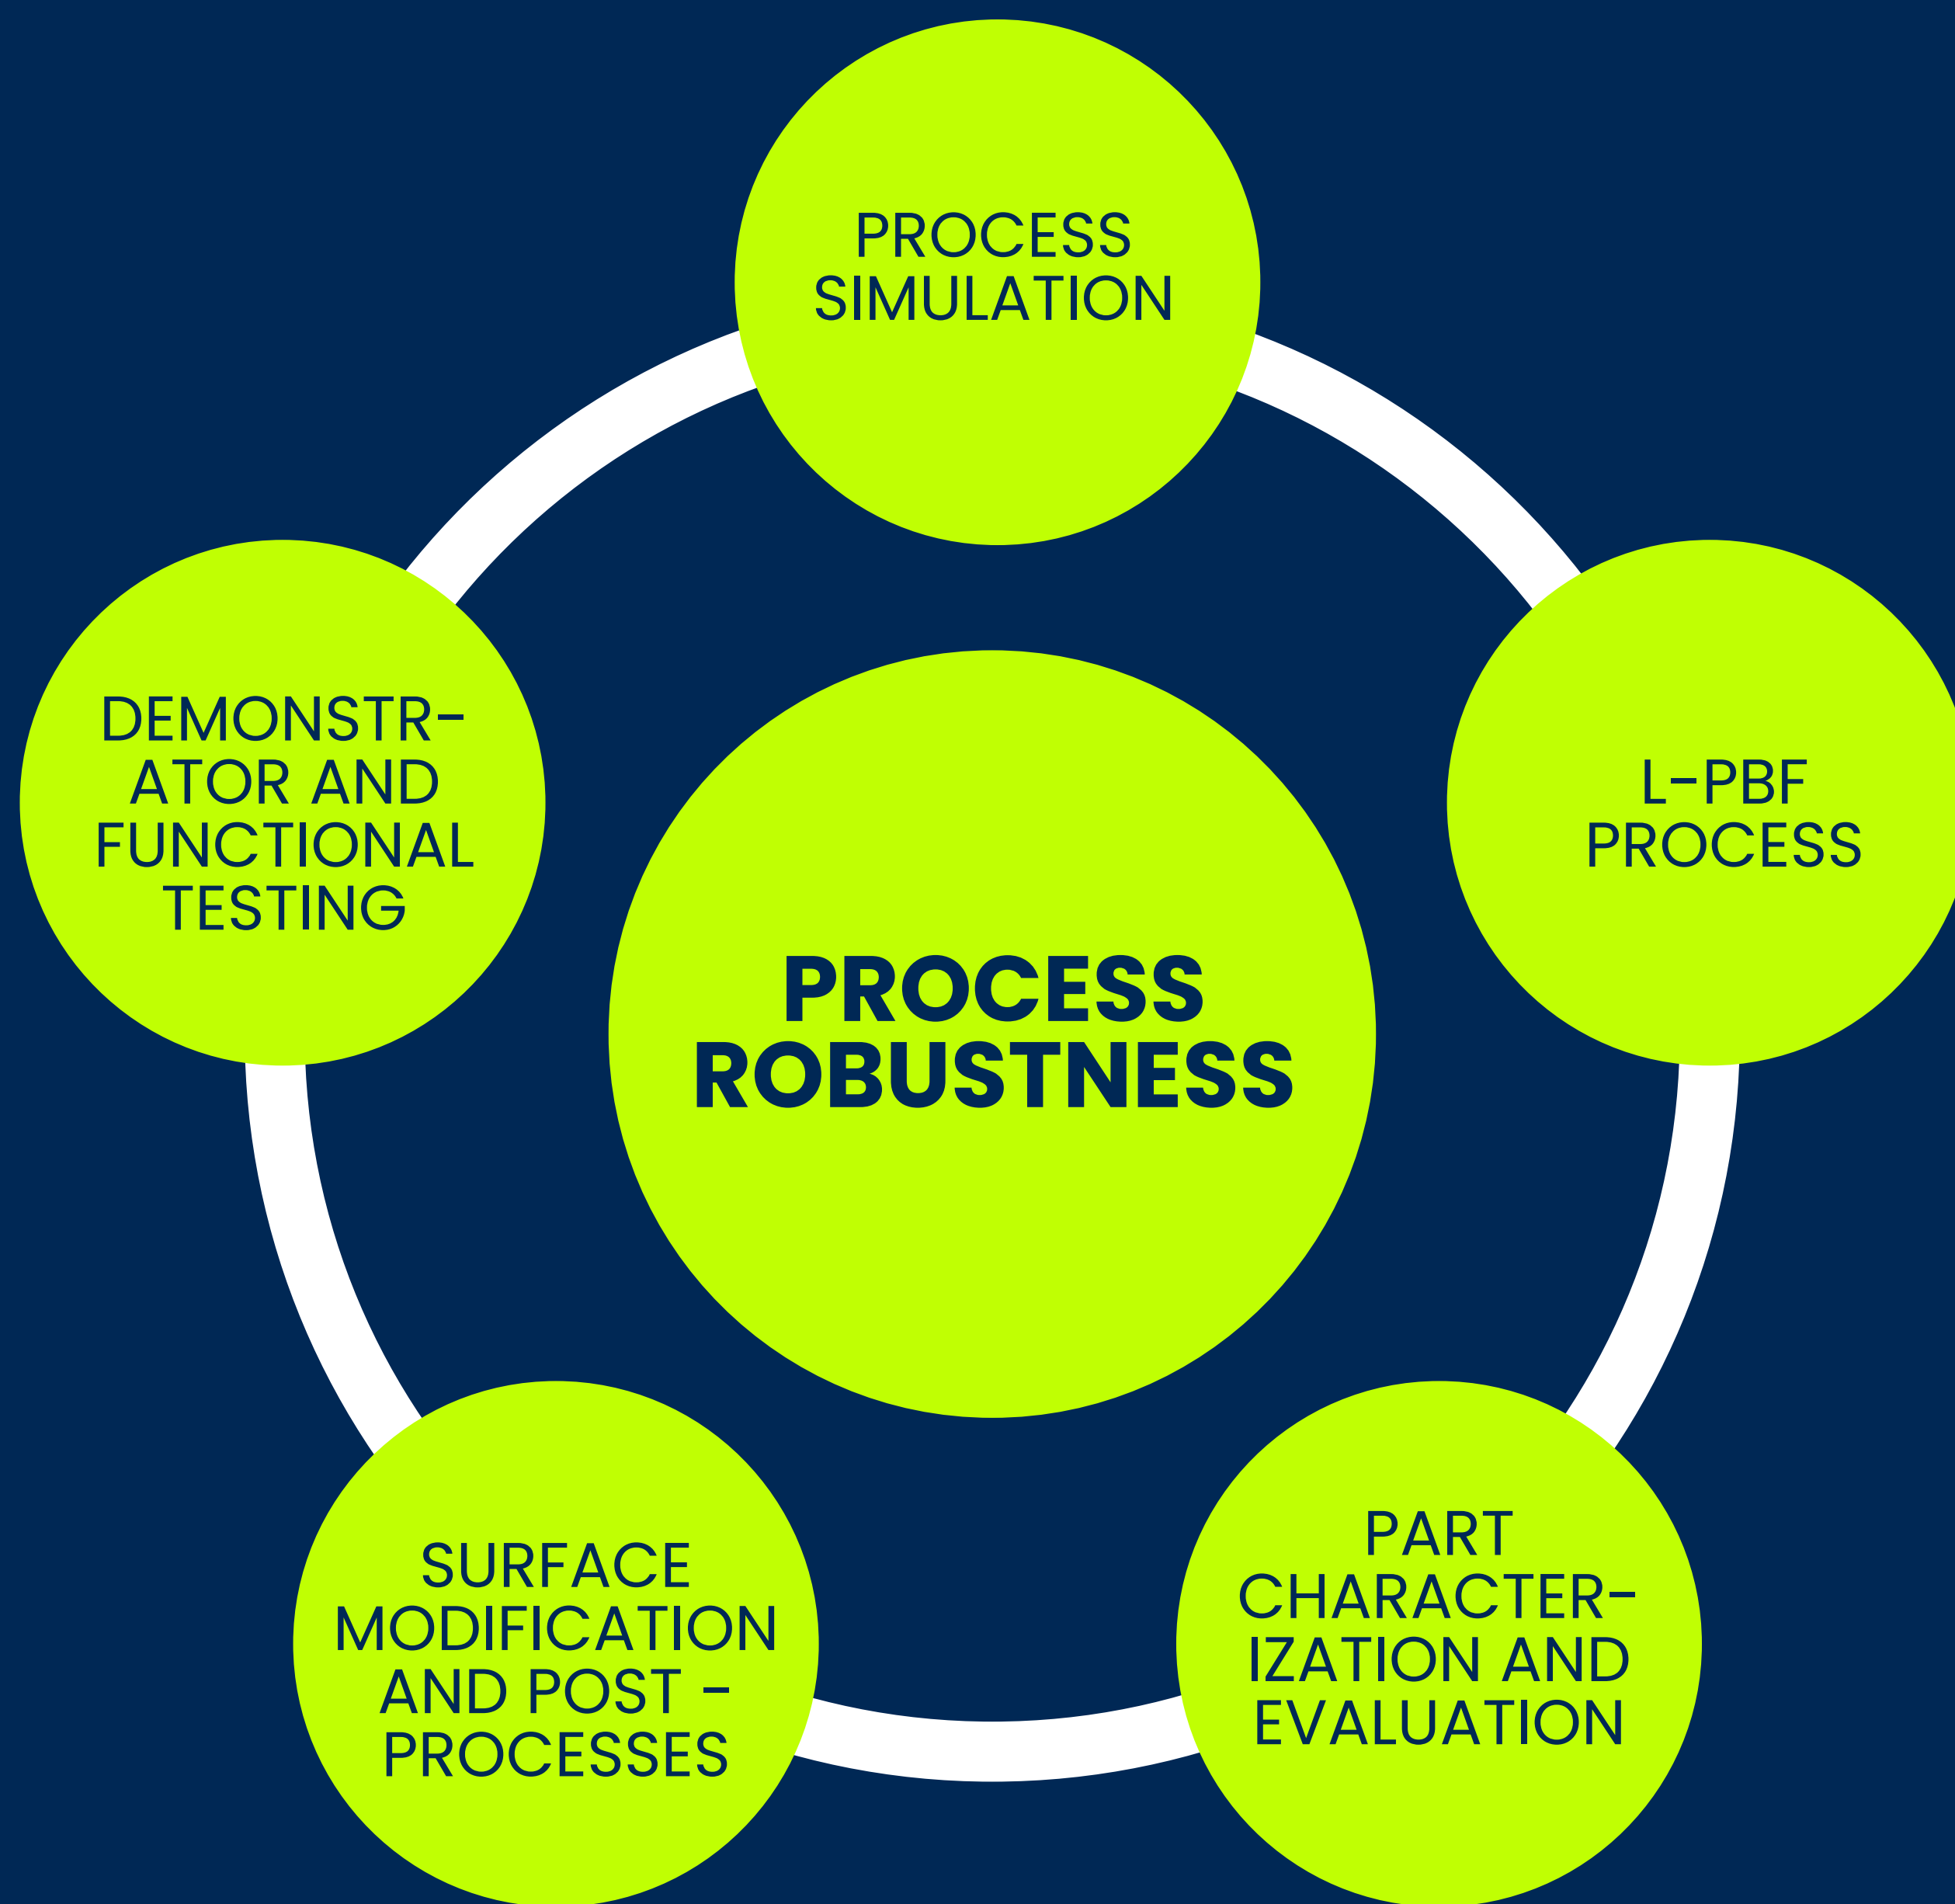 PROCESS
SIMULATION
DEMONSTR-
ATOR AND
FUNCTIONAL
TESTING
L-PBF
PROCESS
PROCESS
ROBUSTNESS
SURFACE
MODIFICATION
AND POST -
PROCESSES
PART
CHARACTER-
IZATION AND
EVALUATION